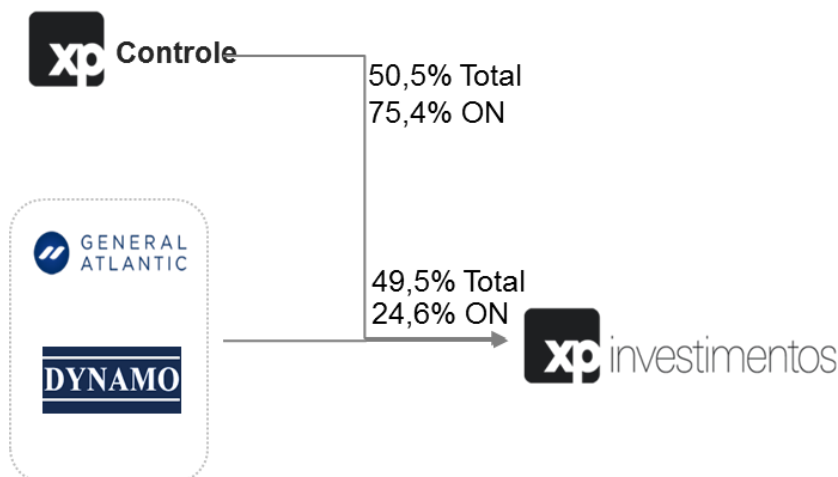 xp Controle
50,5% Total
75,4% ON
GENERAL
ATLANTIC
49,5% Total
24,6% ON
DYNAMO
xp investimentos